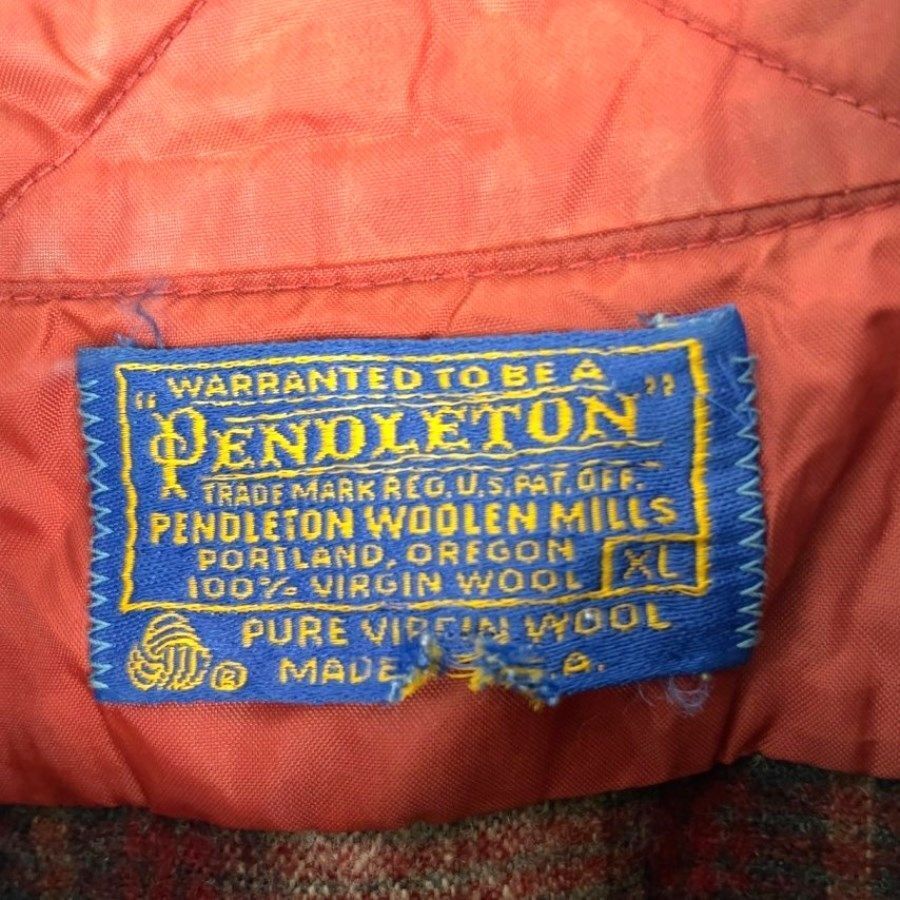 "WARRANTED TO BE A
PENDLETON"
TRADE MARK REG. U.S. PAT. OFF.
PENDLETON WOOLEN MILLS
PORTLAND, OREGON
100% VIRGIN WOOL XL
PURE VIRGIN WOOL
®
MADE U.S.A.